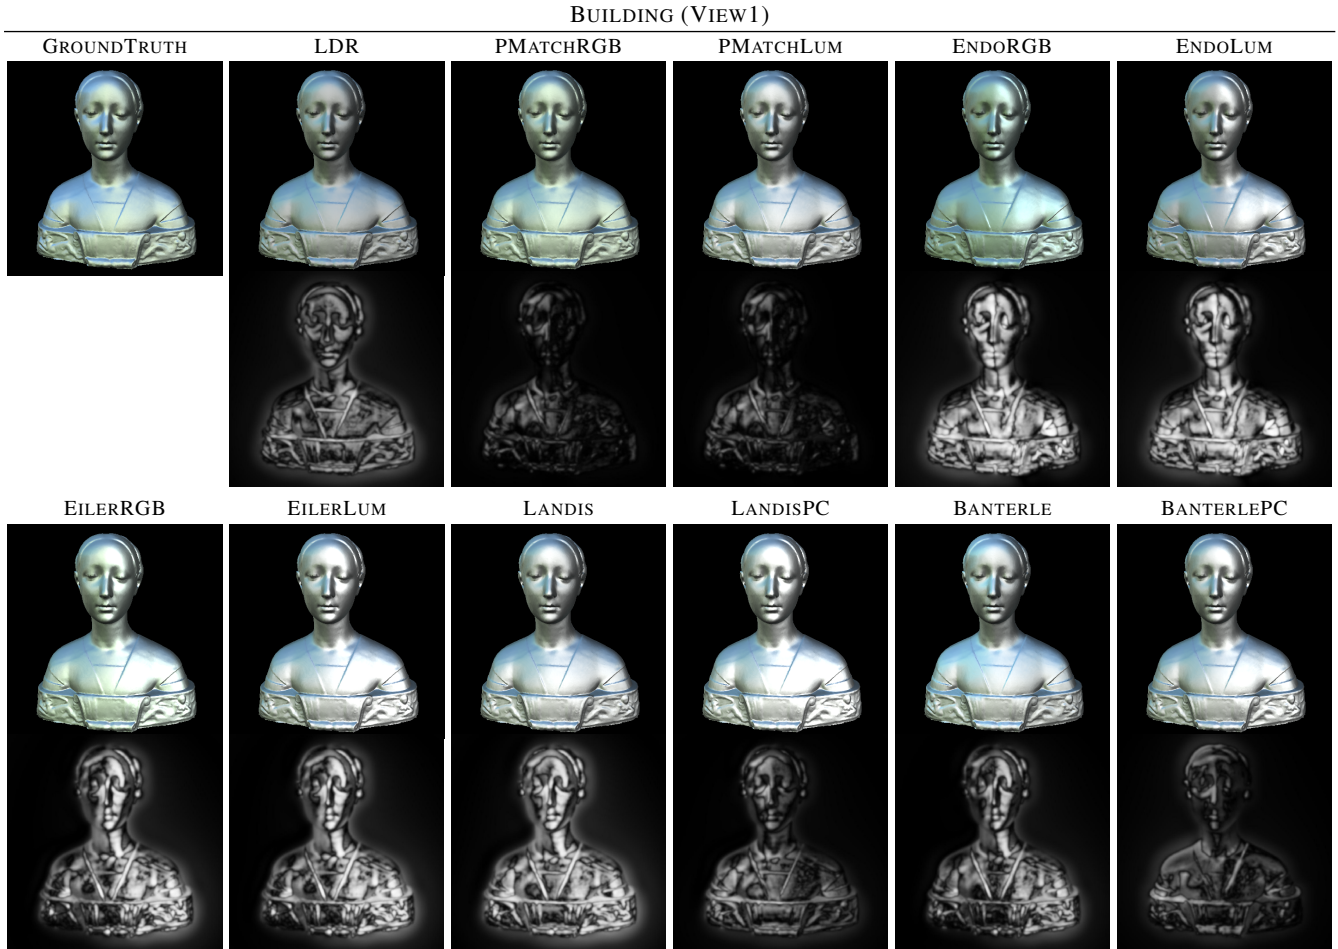 BUILDING (VIEW1)
GROUNDTRUTH LDR PMATCHRGB PMATCHLUM ENDORGB ENDOLUM
EILERRGB EILERLUM LANDIS LANDISPC BANTERLE BANTERLEPC